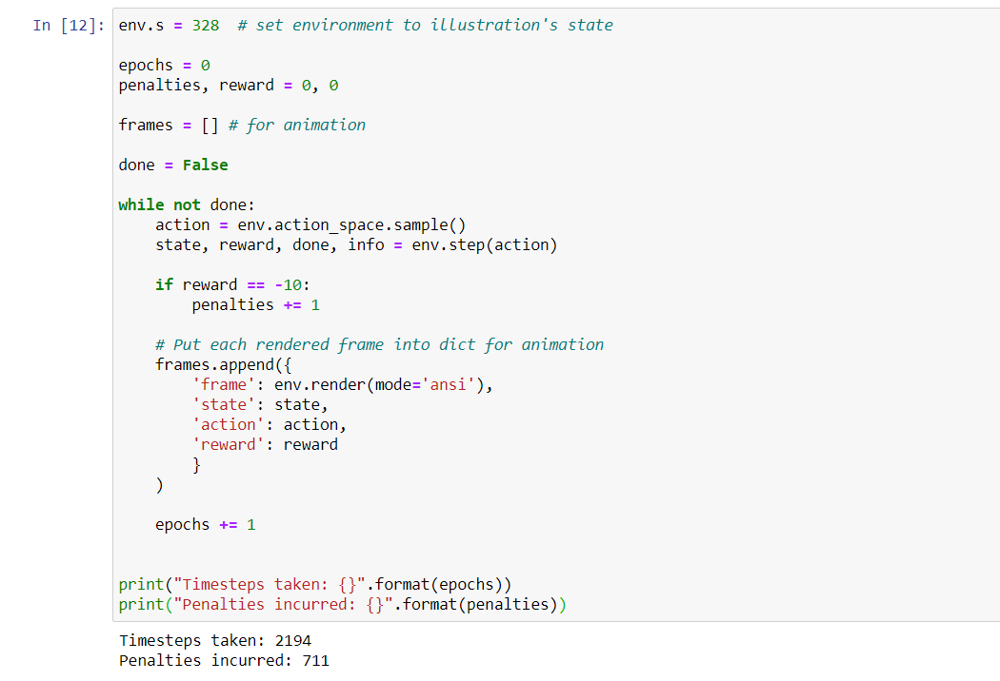 In [12]: env.s = 328  # set environment to illustration's state
epochs = 0
penalties, reward = 0, 0
frames = [] # for animation
done = False
while not done:
    action = env.action_space.sample()
    state, reward, done, info = env.step(action)
    if reward == -10:
        penalties += 1
    # Put each rendered frame into dict for animation
    frames.append({
        'frame': env.render(mode='ansi'),
        'state': state,
        'action': action,
        'reward': reward
        }
    )
    epochs += 1
print("Timesteps taken: {}".format(epochs))
print("Penalties incurred: {}".format(penalties))
Timesteps taken: 2194
Penalties incurred: 711